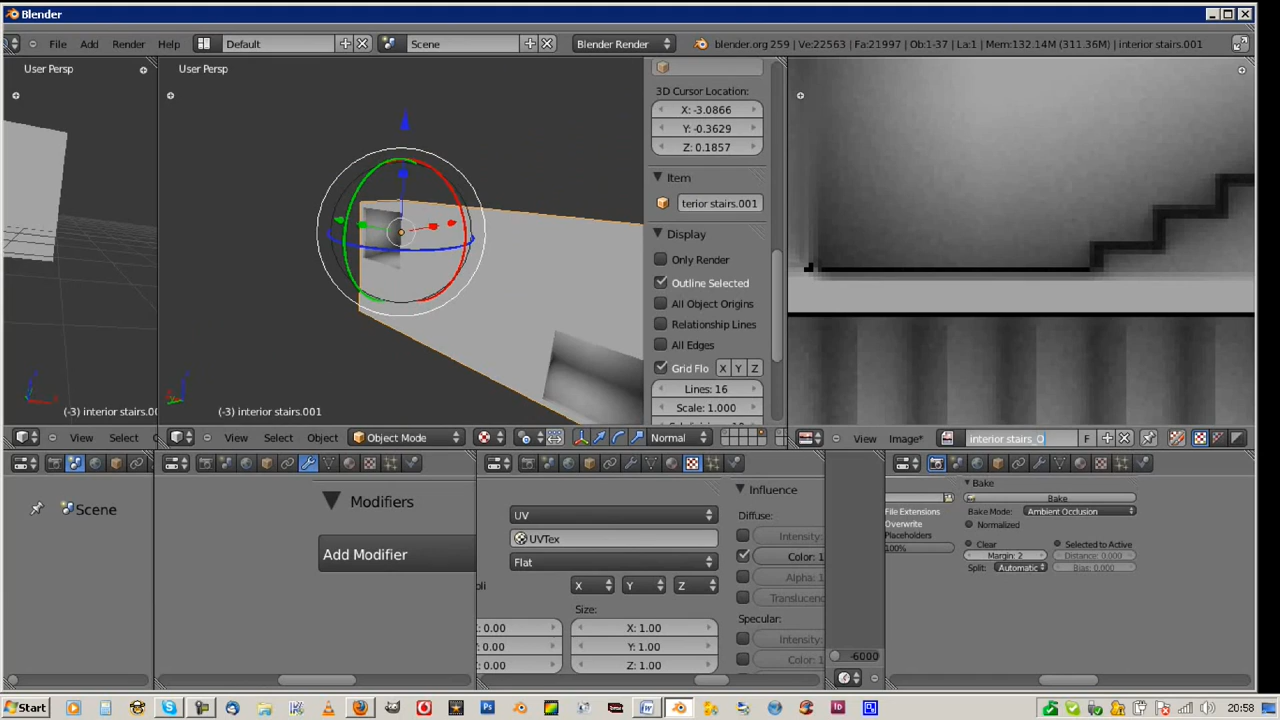 Blender
File Add Render Help Default Scene Blender Render blender.org 259 | Ve:22563 | Fa:21997 | Ob:1-37 | La:1 | Mem:132.14M (311.36M) | interior stairs.001
User Persp
User Persp
3D Cursor Location:
X: -3.0866
Y: -0.3629
Z: 0.1857
Item
terior stairs.001
Display
Only Render
Outline Selected
All Object Origins
Relationship Lines
All Edges
Grid Flo X Y Z
Lines: 16
Scale: 1.000
(-3) interior stairs.00
(-3) interior stairs.001
View Select
View Select Object Object Mode Normal
View Image* interior stairs_O F
Scene
Modifiers
Add Modifier
UV
UVTex
Flat
X Y Z
Size:
X: 0.00 X: 1.00
Y: 0.00 Y: 1.00
Z: 0.00 Z: 1.00
Influence
Diffuse:
Intensity:
Color: 1
Alpha: 1
Translucenc
Specular:
Intensity:
Color: 1
-6000
File Extensions
Overwrite
Placeholders
100%
Bake
Bake
Bake Mode: Ambient Occlusion
Normalized
Clear Selected to Active
Margin: 2 Distance: 0.000
Split: Automatic Bias: 0.000
Start 20:58